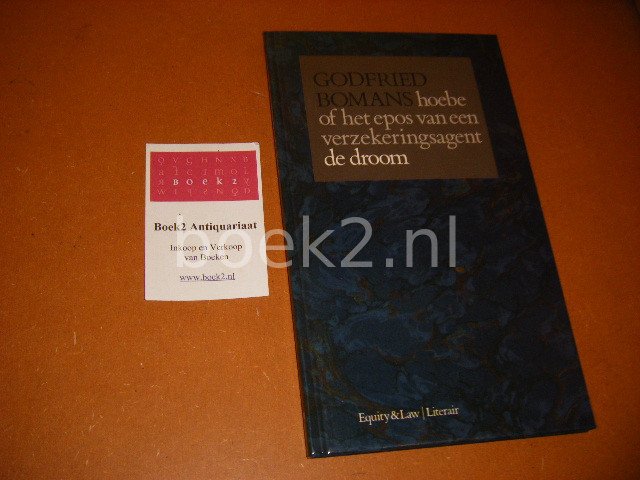 GODFRIED
BOMANS hoebe
of het epos van een
verzekeringsagent
de droom
Equity & Law | Literair
BOEK2
Boek2 Antiquariaat
Inkoop en Verkoop
van Boeken
www.boek2.nl
boek2.nl